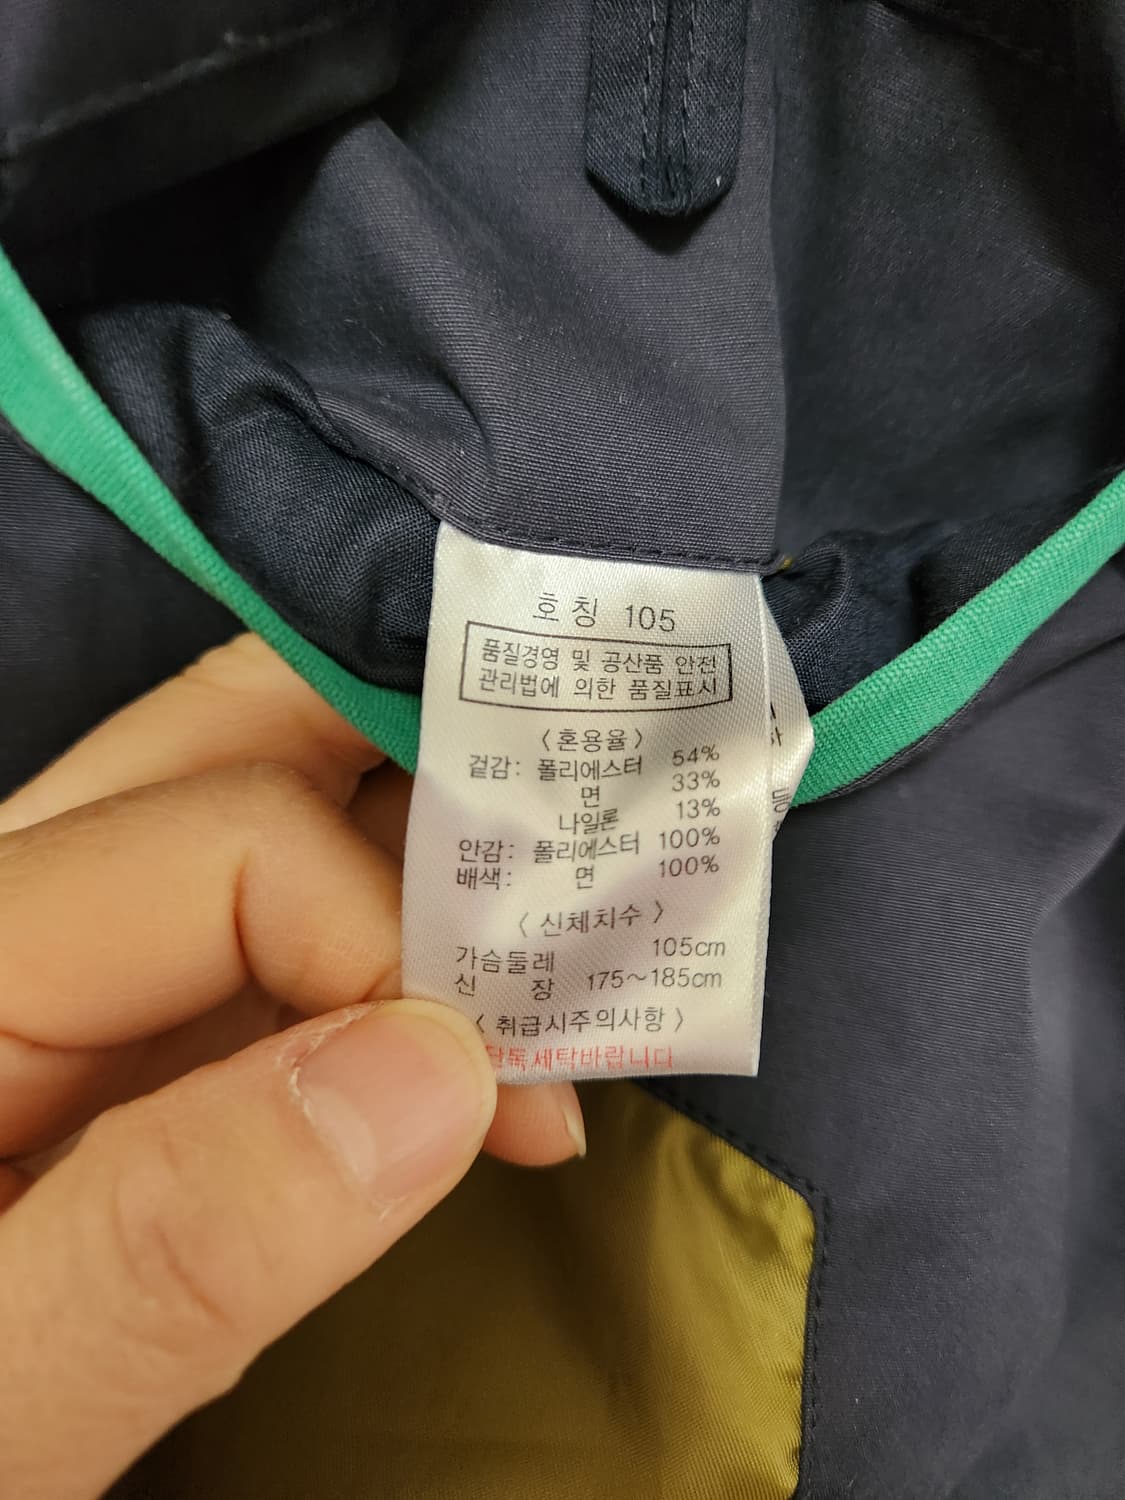 호칭 105
품질경영 및 공산품 안전
관리법에 의한 품질표시
<혼용율>
겉감: 폴리에스터 54%
면 33%
나일론 13%
안감: 폴리에스터 100%
배색: 면 100%
<신체치수>
가슴둘레 105cm
신 장 175~185cm
<취급시주의사항>
단독세탁바랍니다
등